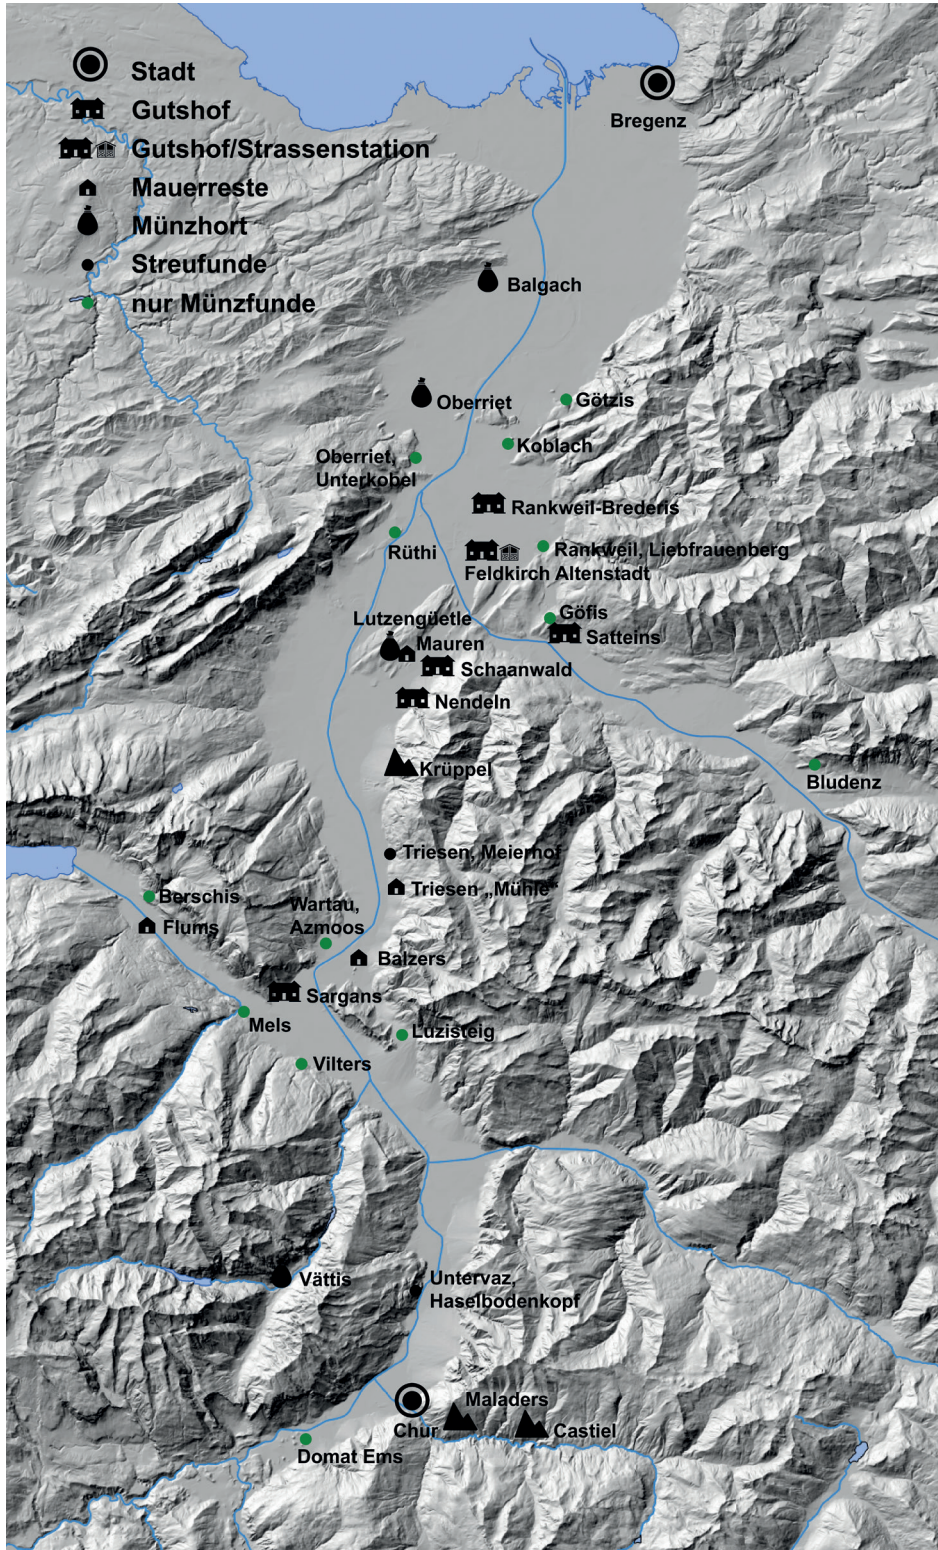 Stadt
Gutshof
Gutshof/Strassenstation
Mauerreste
Münzhort
Streufunde
nur Münzfunde
Bregenz
Balgach
Oberriet
Götzis
Koblach
Oberriet,
Unterkobel
Rankweil-Brederis
Rüthi
Rankweil, Liebfrauenberg
Feldkirch Altenstadt
Göfis
Satteins
Lutzengüetle
Mauren
Schaanwald
Nendeln
Krüppel
Bludenz
Triesen, Meierhof
Triesen „Mühle“
Berschis
Flums
Wartau,
Azmoos
Balzers
Sargans
Mels
Luzisteig
Vilters
Vättis
Untervaz,
Haselbodenkopf
Maladers
Chur
Castiel
Domat Ems